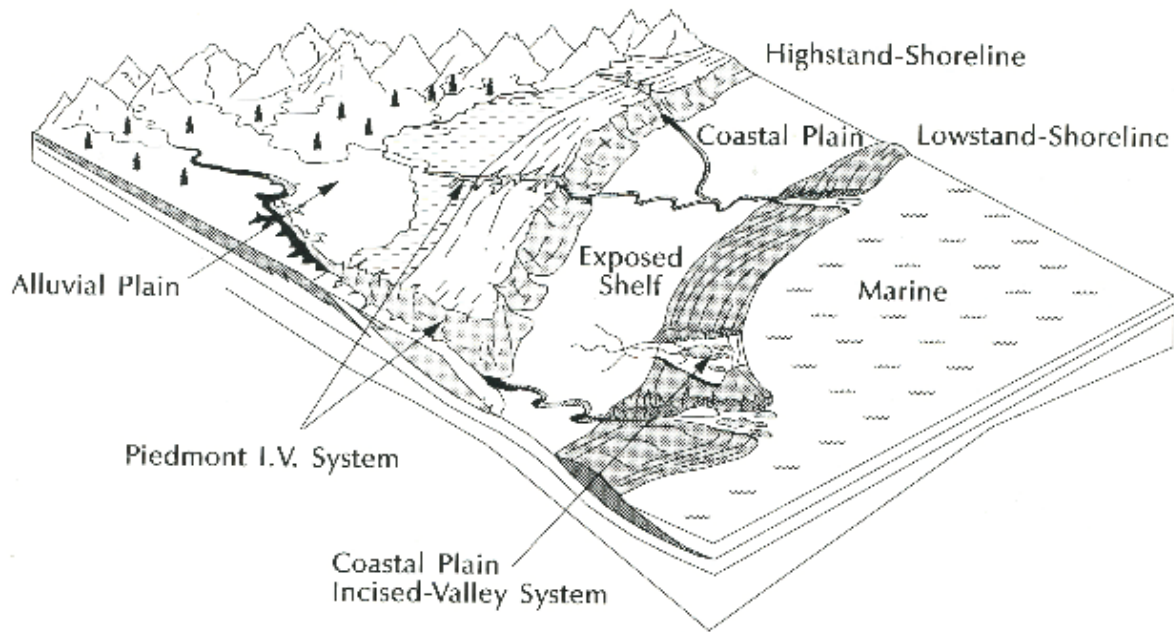 Highstand-Shoreline
Coastal Plain
Lowstand-Shoreline
Exposed
Shelf
Marine
Alluvial Plain
Piedmont I.V. System
Coastal Plain
Incised-Valley System